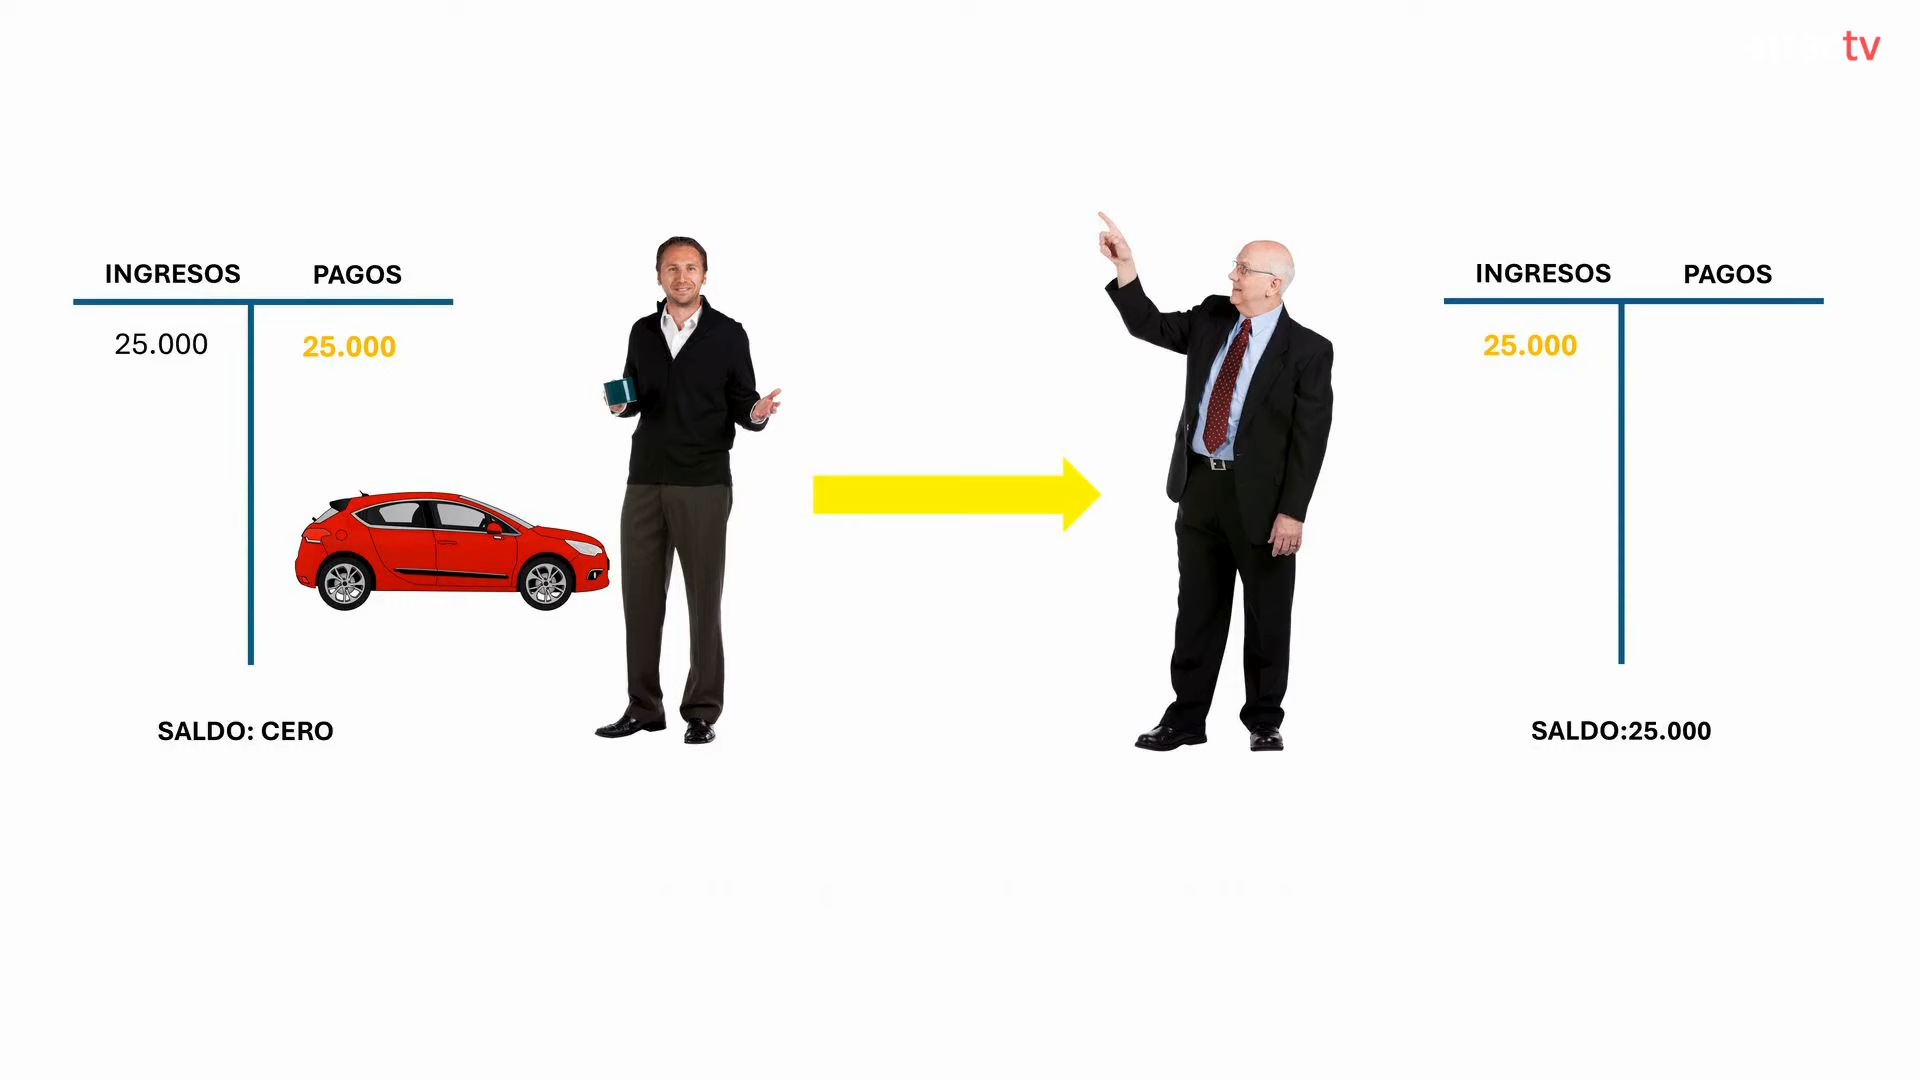 tv
INGRESOS PAGOS
25.000 25.000
SALDO: CERO
INGRESOS PAGOS
25.000
SALDO:25.000